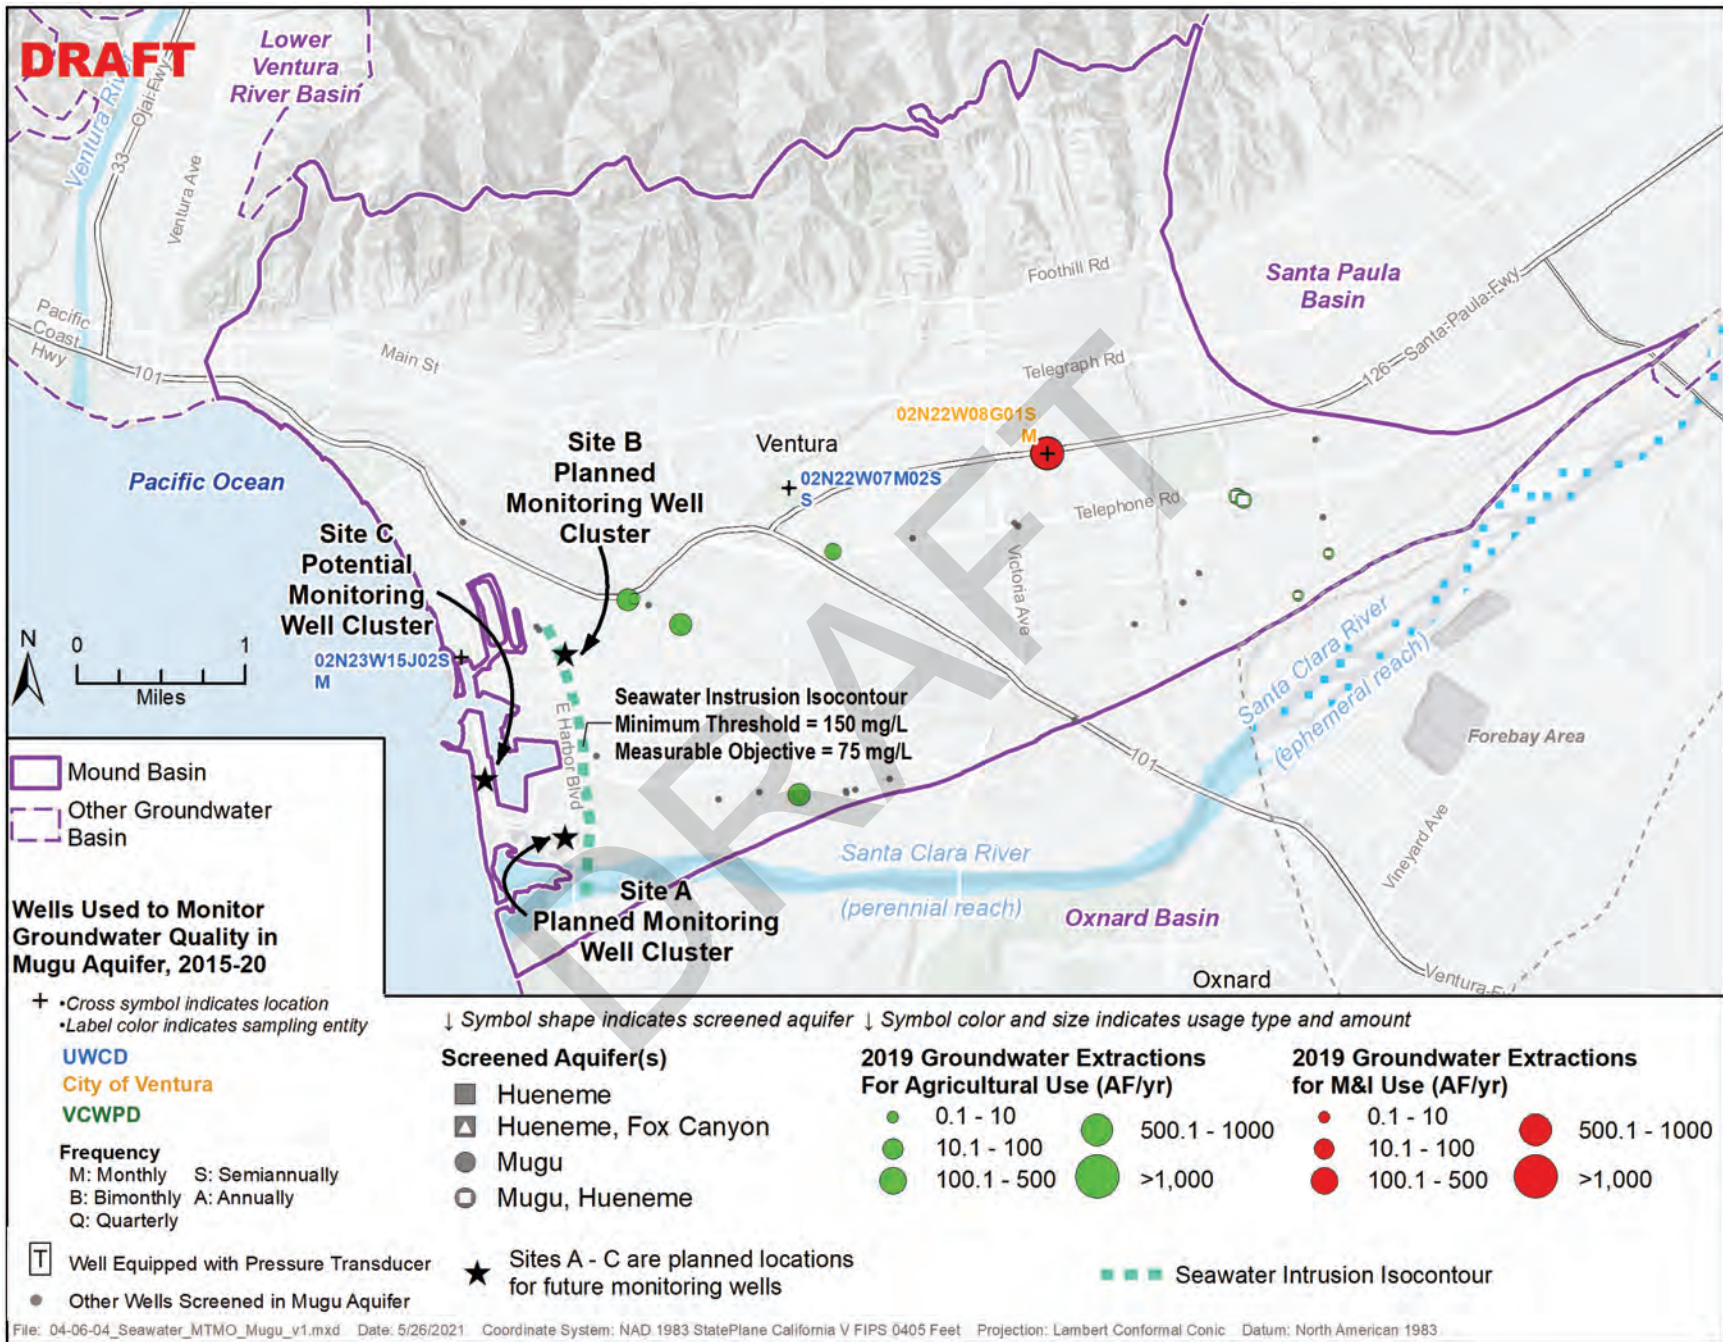 DRAFT
Lower
Ventura
River Basin
Ventura River
Ojai Fwy
33
Ventura Ave
Pacific
Coast
Hwy
101
Main St
Foothill Rd
Santa Paula
Basin
Santa-Paula-Fwy
126
Telegraph Rd
02N22W08G01S
M
Ventura
02N22W07M02S
S
Telephone Rd
Victoria Ave
Pacific Ocean
Site B
Planned
Monitoring Well
Cluster
Site C
Potential
Monitoring
Well Cluster
02N23W15J02S
M
N
0 1
Miles
Seawater Instrusion Isocontour
Minimum Threshold = 150 mg/L
Measurable Objective = 75 mg/L
E Harbor Blvd
101
Santa Clara River
(ephemeral reach)
Forebay Area
Vineyard Ave
Santa Clara River
(perennial reach)
Site A
Planned Monitoring
Well Cluster
Oxnard Basin
Oxnard
Ventura-F
DRAFT
Mound Basin
Other Groundwater
Basin
Wells Used to Monitor
Groundwater Quality in
Mugu Aquifer, 2015-20
•Cross symbol indicates location
•Label color indicates sampling entity
UWCD
City of Ventura
VCWPD
Frequency
M: Monthly S: Semiannually
B: Bimonthly A: Annually
Q: Quarterly
T Well Equipped with Pressure Transducer
Other Wells Screened in Mugu Aquifer
↓ Symbol shape indicates screened aquifer
Screened Aquifer(s)
Hueneme
Hueneme, Fox Canyon
Mugu
Mugu, Hueneme
Sites A - C are planned locations
for future monitoring wells
↓ Symbol color and size indicates usage type and amount
2019 Groundwater Extractions
For Agricultural Use (AF/yr)
0.1 - 10
10.1 - 100
100.1 - 500
500.1 - 1000
>1,000
2019 Groundwater Extractions
for M&I Use (AF/yr)
0.1 - 10
10.1 - 100
100.1 - 500
500.1 - 1000
>1,000
Seawater Intrusion Isocontour
File: 04-06-04_Seawater_MTMO_Mugu_v1.mxd Date: 5/26/2021 Coordinate System: NAD 1983 StatePlane California V FIPS 0405 Feet Projection: Lambert Conformal Conic Datum: North American 1983